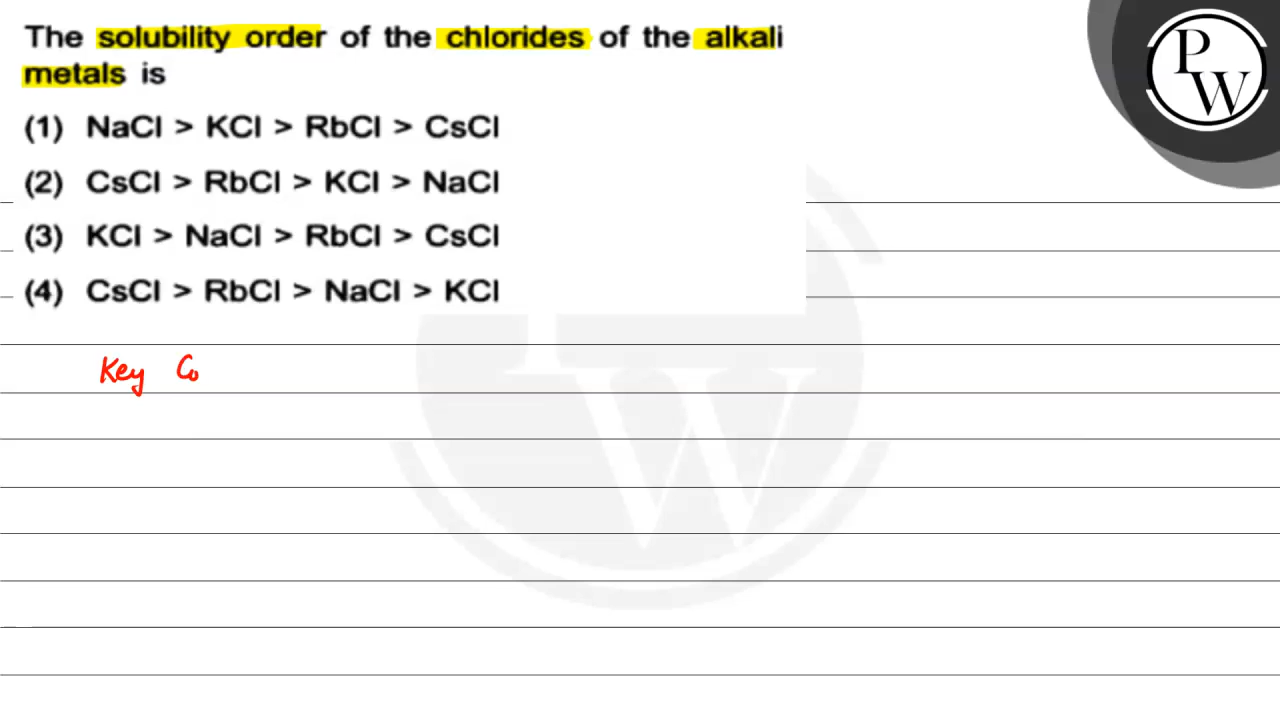 The solubility order of the chlorides of the alkali
metals is
(1) NaCl > KCl > RbCl > CsCl
(2) CsCl > RbCl > KCl > NaCl
(3) KCl > NaCl > RbCl > CsCl
(4) CsCl > RbCl > NaCl > KCl
Key Co
PW